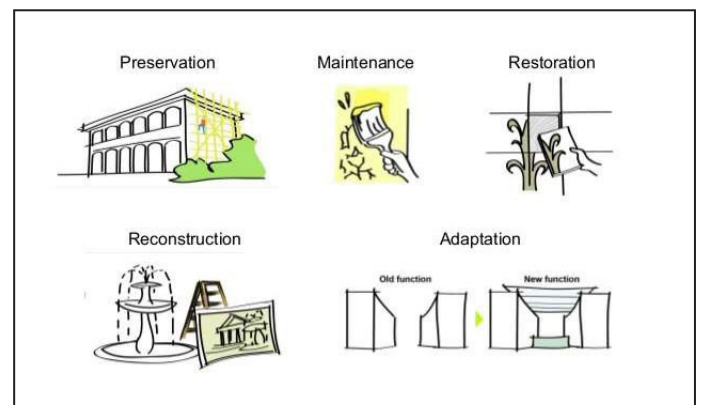 Preservation
Maintenance
Restoration
Reconstruction
Adaptation
Old function
New function